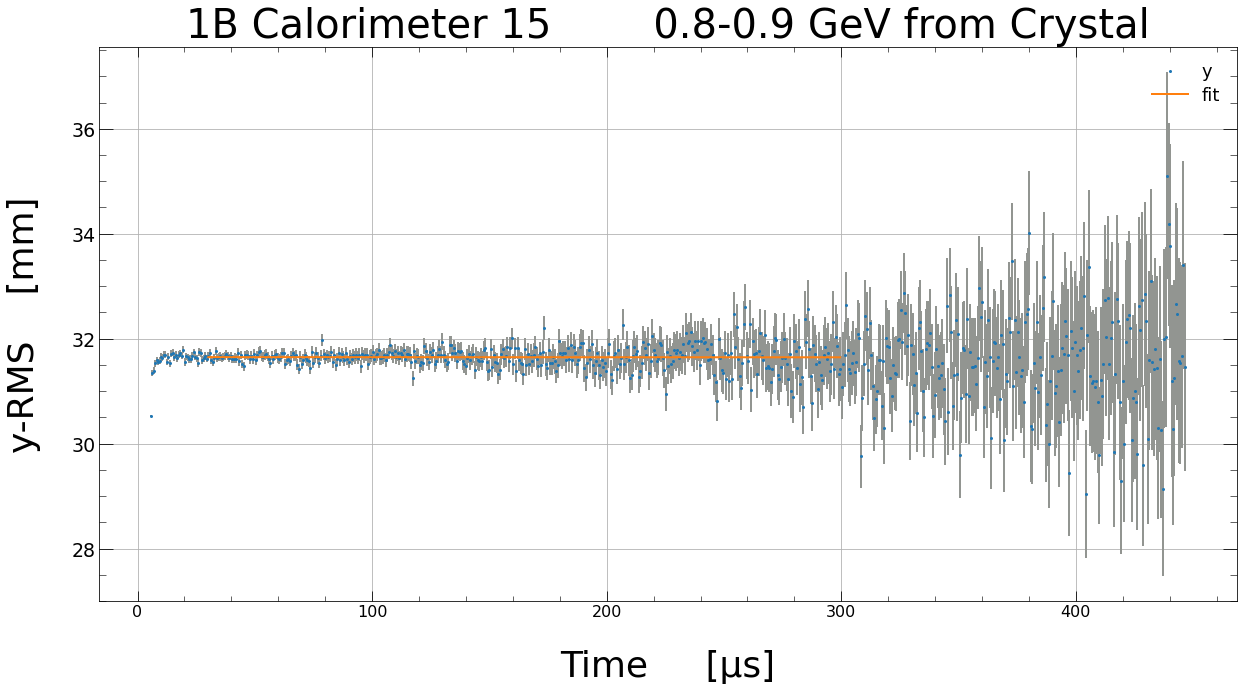 1B Calorimeter 15 0.8-0.9 GeV from Crystal
y
fit
36
34
32
30
28
y-RMS [mm]
0 100 200 300 400
Time [µs]